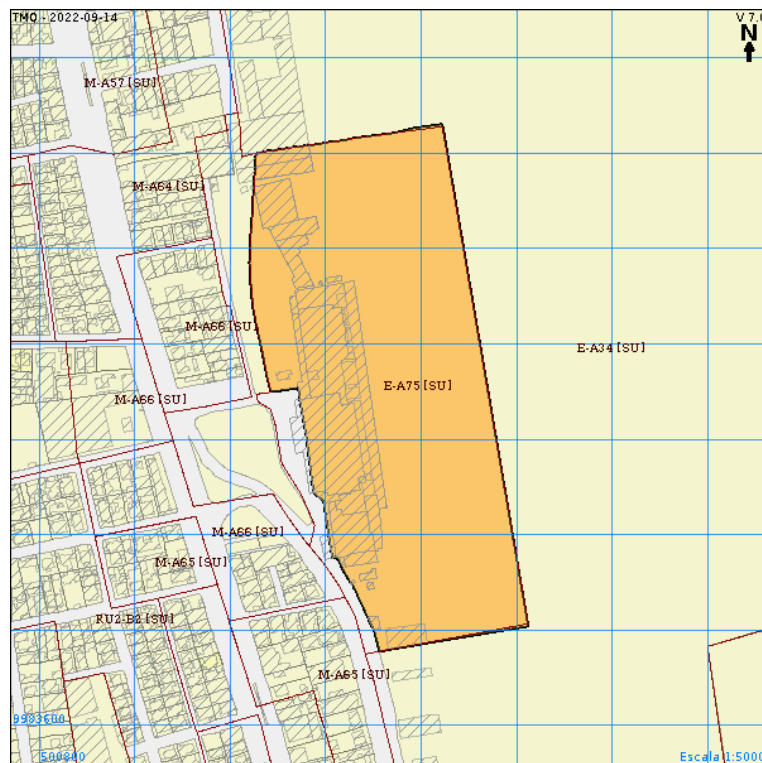 TMQ - 2022-09-14
V 7.0
N
M-A57 [SU]
M-A64 [SU]
M-A68 [SU]
E-A34 [SU]
E-A75 [SU]
M-A66 [SU]
M-A66 [SU]
M-A65 [SU]
RU2-B2 [SU]
M-A65 [SU]
9983600
500800
Escala 1:5000